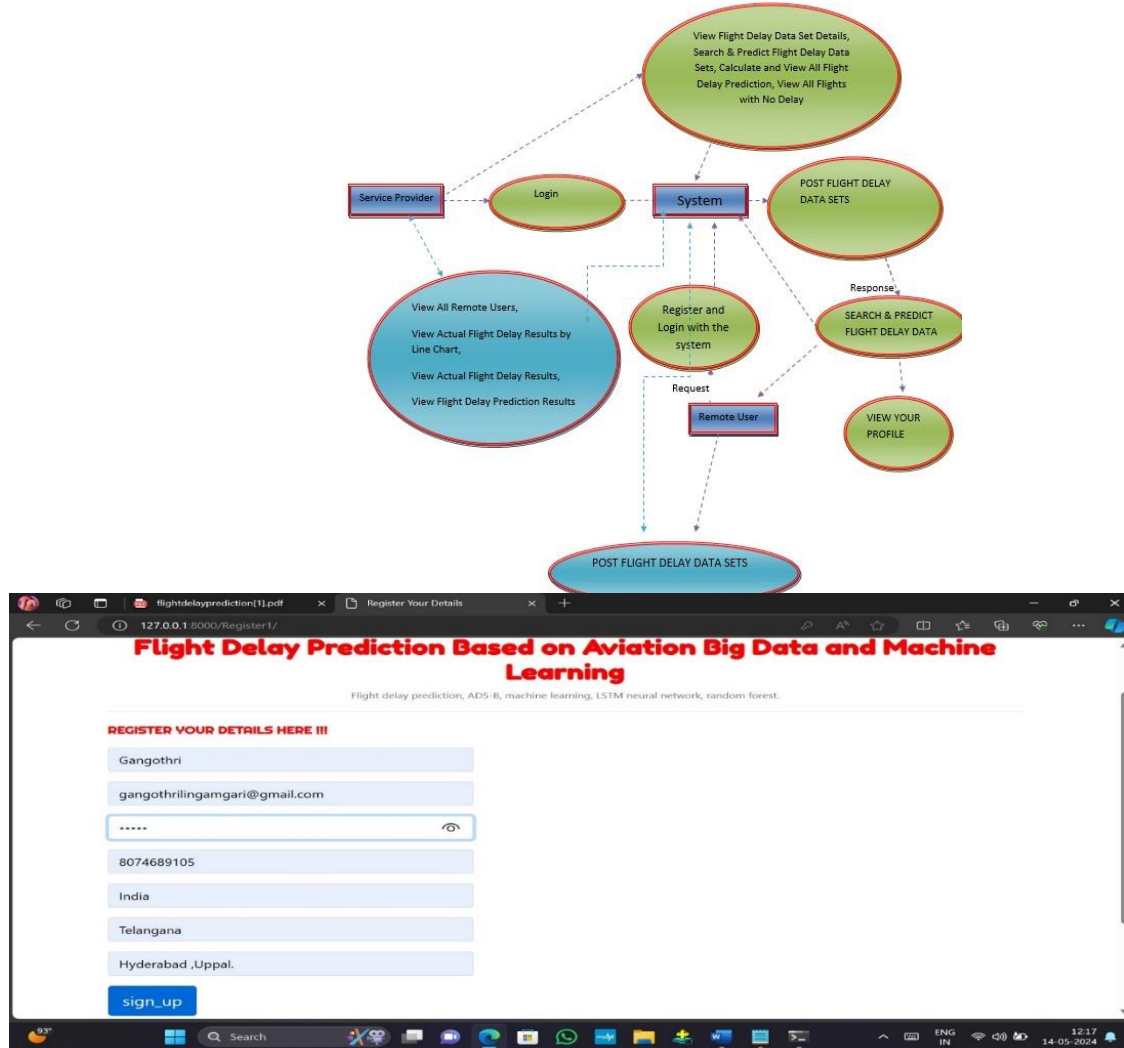 View Flight Delay Data Set Details,
Search & Predict Flight Delay Data
Sets, Calculate and View All Flight
Delay Prediction, View All Flights
with No Delay
Service Provider
Login
System
POST FLIGHT DELAY
DATA SETS
Response
View All Remote Users,
View Actual Flight Delay Results by
Line Chart,
View Actual Flight Delay Results,
View Flight Delay Prediction Results
Register and
Login with the
system
SEARCH & PREDICT
FLIGHT DELAY DATA
Request
Remote User
VIEW YOUR
PROFILE
POST FLIGHT DELAY DATA SETS
flightdelayprediction[1].pdf
Register Your Details
127.0.0.1:8000/Register1/
Flight Delay Prediction Based on Aviation Big Data and Machine
Learning
Flight delay prediction, ADS-B, machine learning, LSTM neural network, random forest.
REGISTER YOUR DETAILS HERE !!!
Gangothri
gangothrilingamgari@gmail.com
•••••
8074689105
India
Telangana
Hyderabad ,Uppal.
sign_up
93°
Search
ENG
IN
12:17
14-05-2024